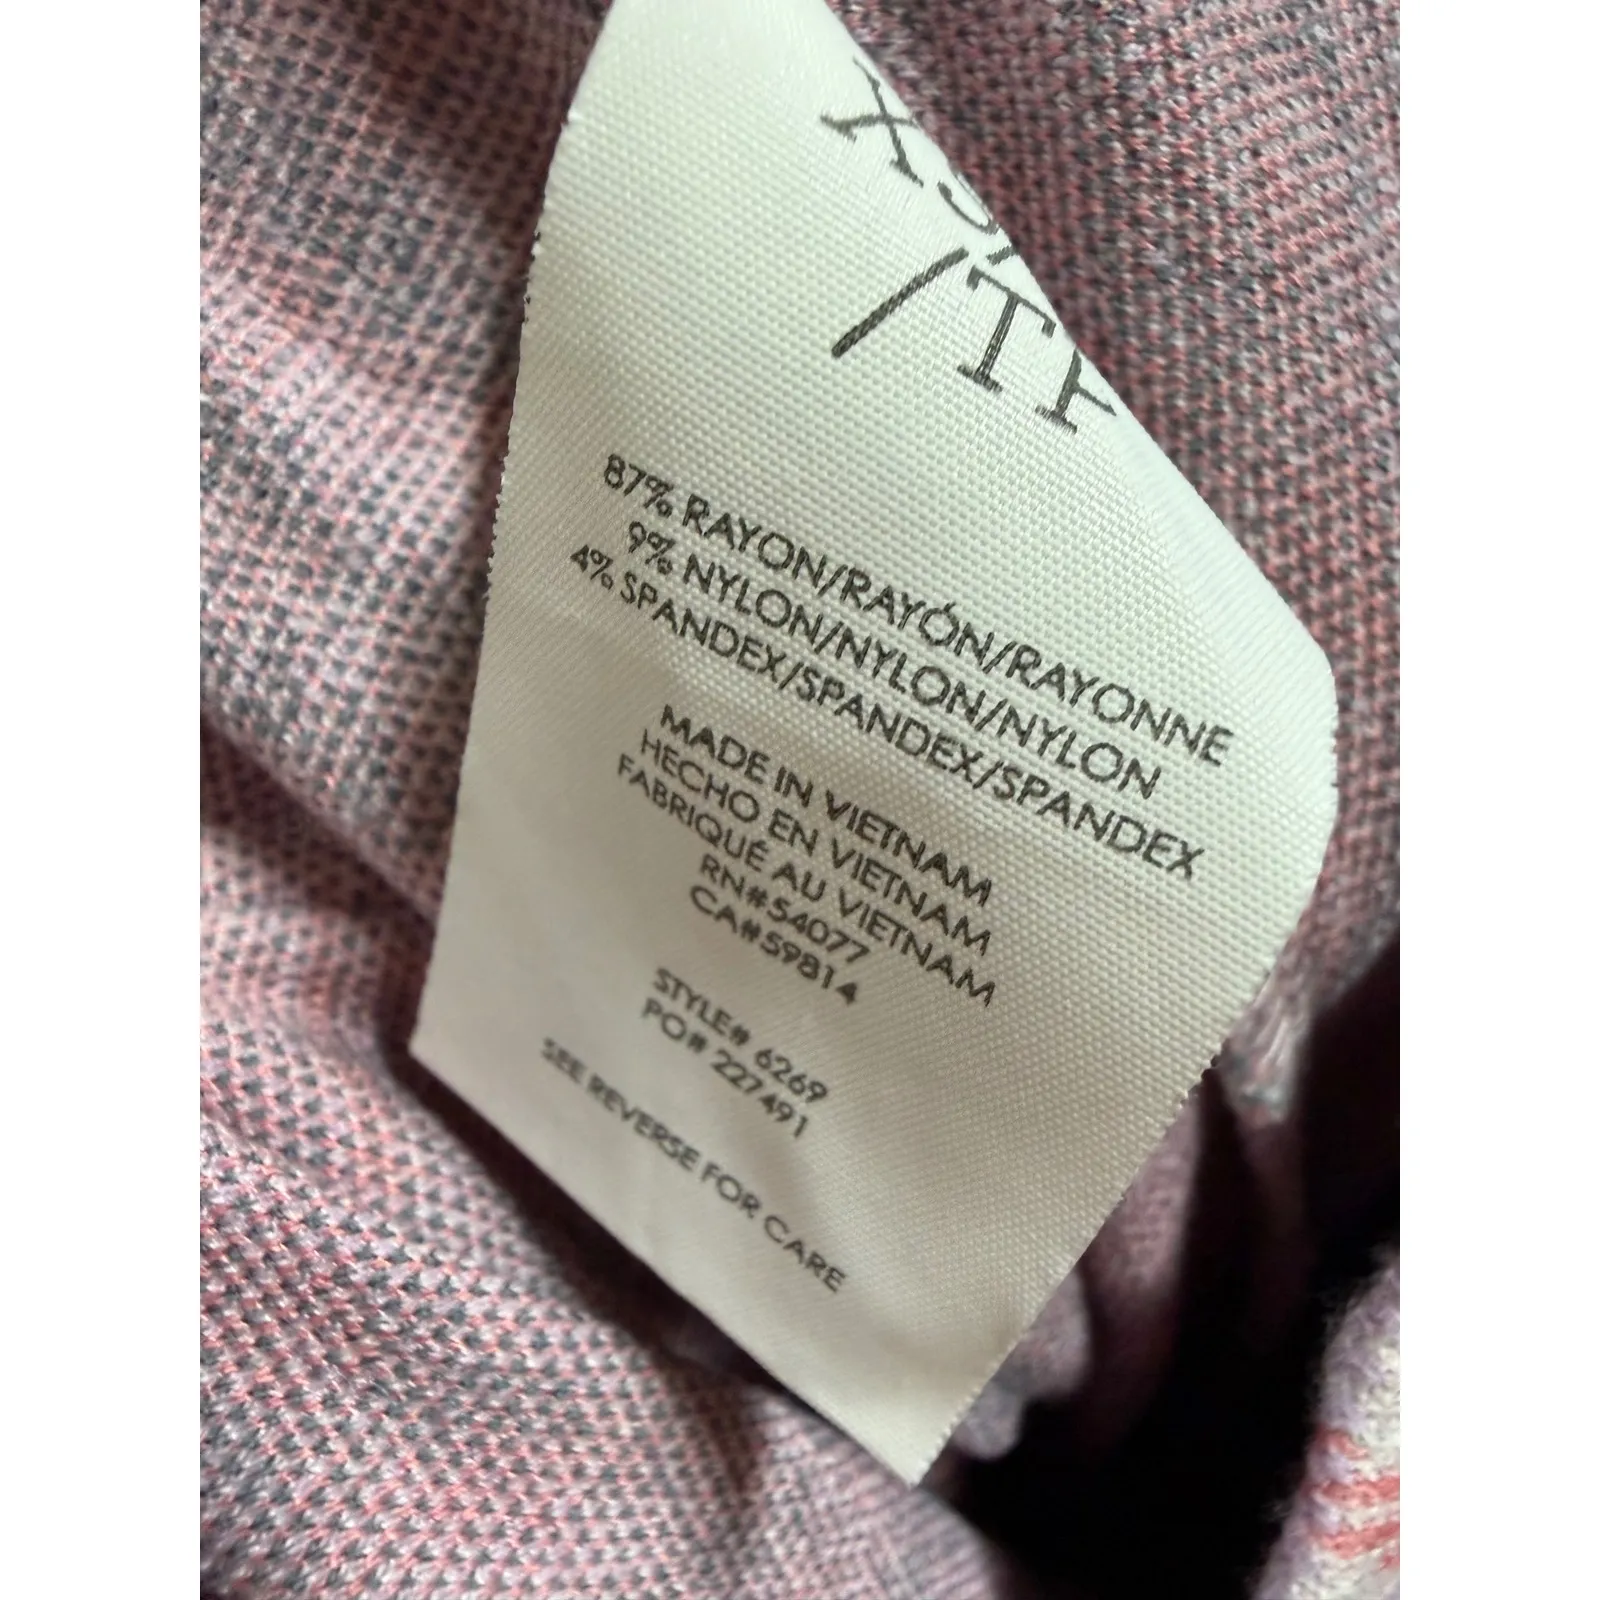 XS
/TP
87% RAYON/RAYÓN/RAYONNE
9% NYLON/NYLON/NYLON
4% SPANDEX/SPANDEX/SPANDEX
MADE IN VIETNAM
HECHO EN VIETNAM
FABRIQUÉ AU VIETNAM
RN#54077
CA#59814
STYLE# 6269
PO# 227491
SEE REVERSE FOR CARE